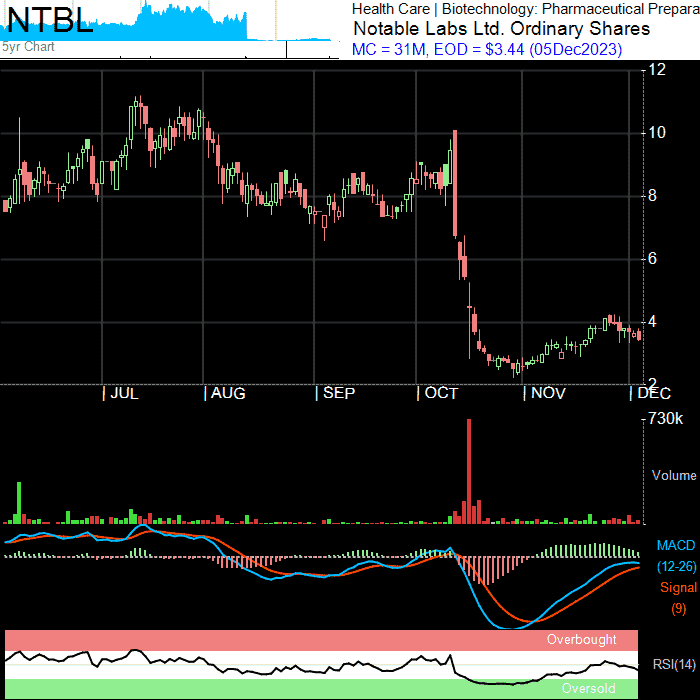 NTBL
5yr Chart
Health Care | Biotechnology: Pharmaceutical Prepara
Notable Labs Ltd. Ordinary Shares
MC = 31M, EOD = $3.44 (05Dec2023)
12
10
8
6
4
2
JUL AUG SEP OCT NOV DEC
730k
Volume
MACD
(12-26)
Signal
(9)
Overbought
RSI(14)
Oversold